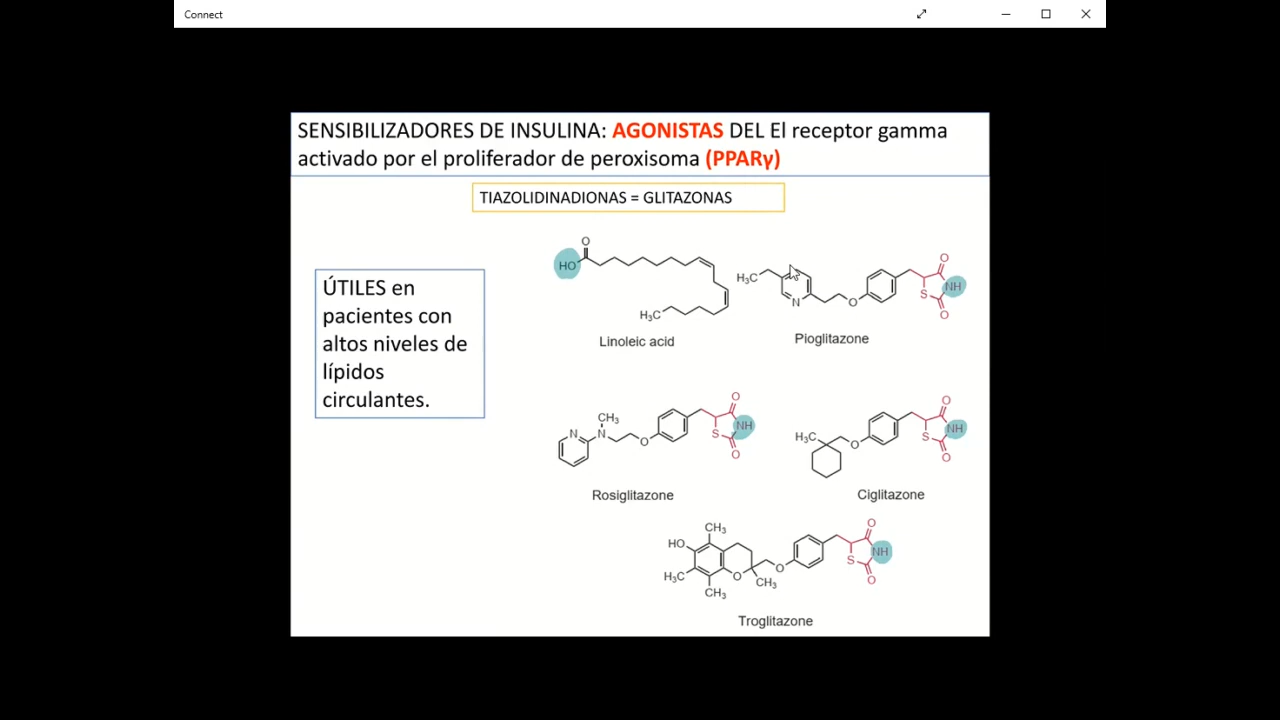 Connect
SENSIBILIZADORES DE INSULINA: AGONISTAS DEL El receptor gamma
activado por el proliferador de peroxisoma (PPARγ)
TIAZOLIDINADIONAS = GLITAZONAS
ÚTILES en
pacientes con
altos niveles de
lípidos
circulantes.
O
HO
H₃C
Linoleic acid
H₃C
N
O
O
S
NH
O
Pioglitazone
N
CH₃
N
O
O
S
NH
O
Rosiglitazone
H₃C
O
O
S
NH
O
Ciglitazone
HO
CH₃
H₃C
CH₃
O
CH₃
O
O
S
NH
O
Troglitazone